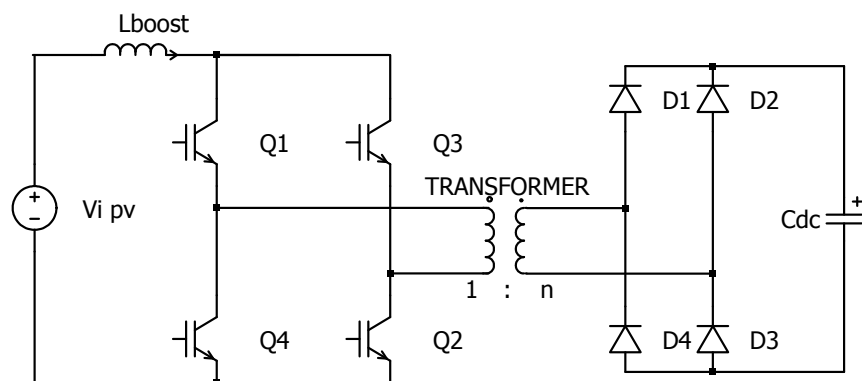 Lboost
Q1
Q3
D1
D2
TRANSFORMER
Vi pv
Cdc
+
1 : n
Q4
Q2
D4
D3